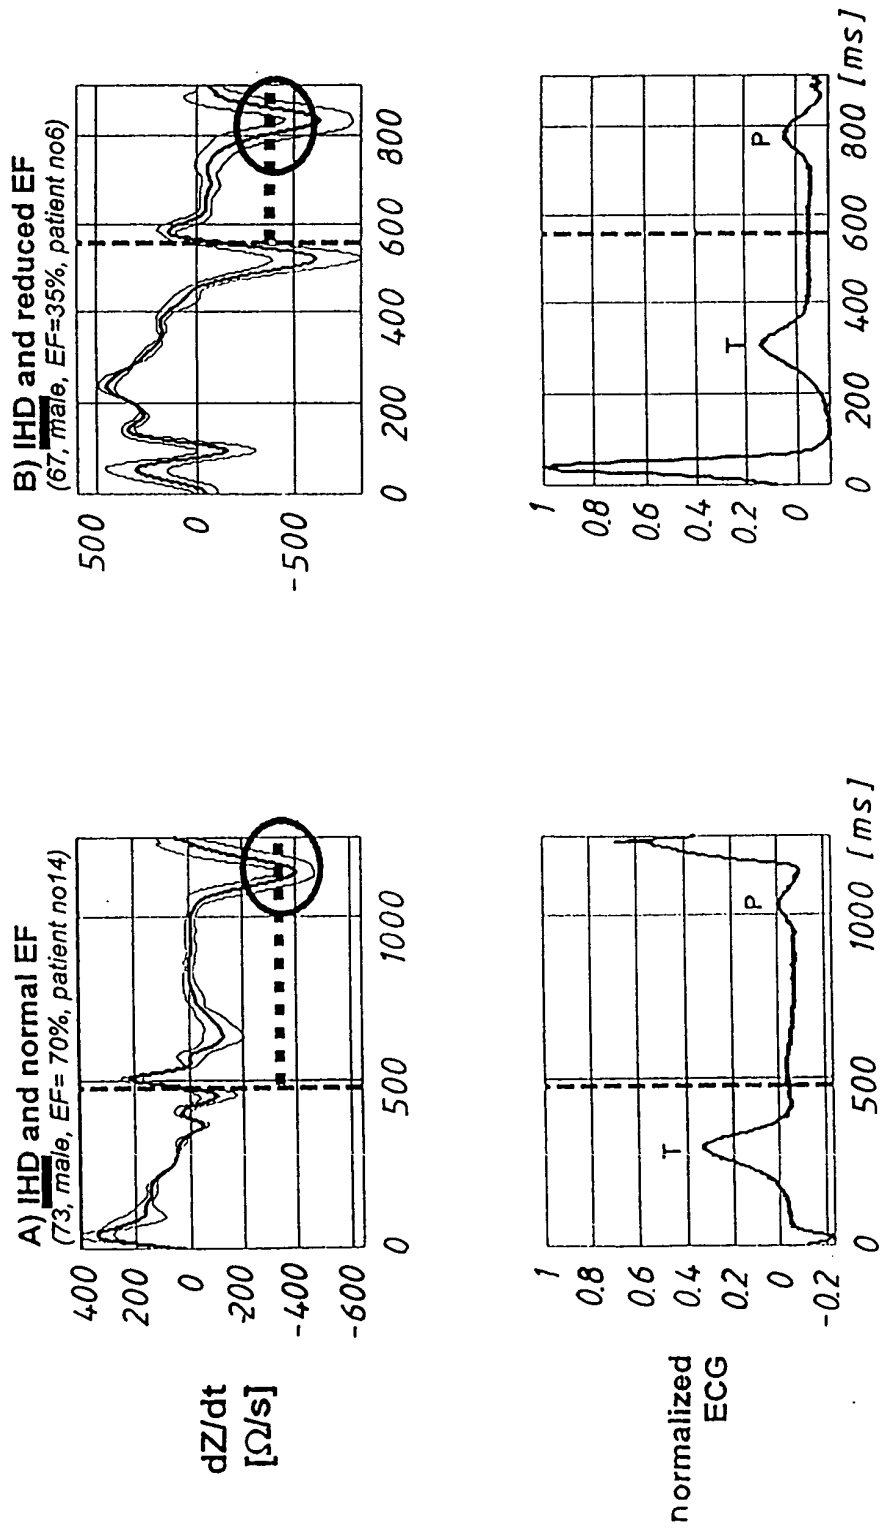 A) IHD and normal EF
(73, male, EF= 70%, patient no14)
dZ/dt
[Ω/s]
400
200
0
200
-400
-600
0 500 1000
B) IHD and reduced EF
(67, male, EF=35%, patient no6)
500
0
-500
0 200 400 600 800
normalized
ECG
1
0.8
0.6
0.4
0.2
0
-0.2
T
P
0 500 1000 [ms]
1
0.8
0.6
0.4
0.2
0
T
P
0 200 400 600 800 [ms]